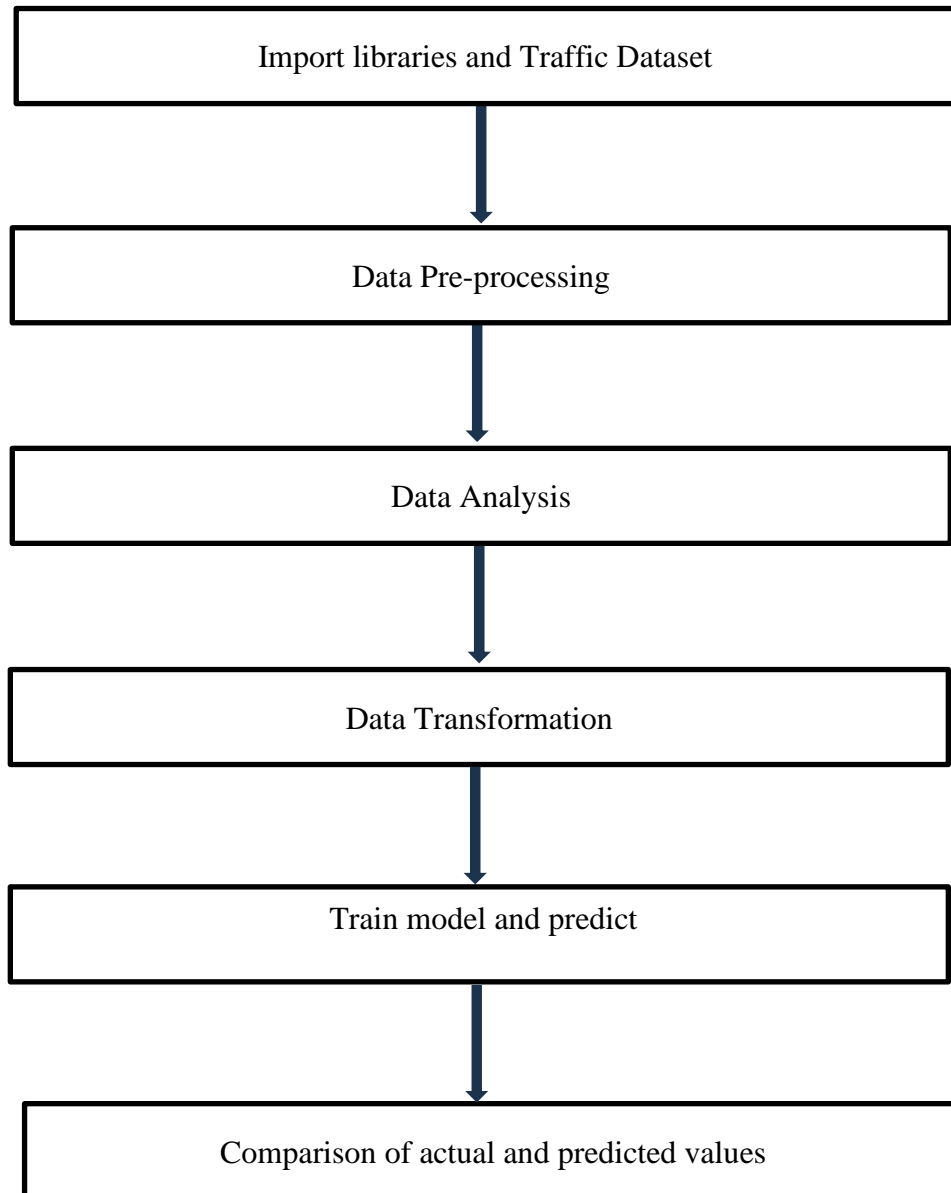 Import libraries and Traffic Dataset
Data Pre-processing
Data Analysis
Data Transformation
Train model and predict
Comparison of actual and predicted values